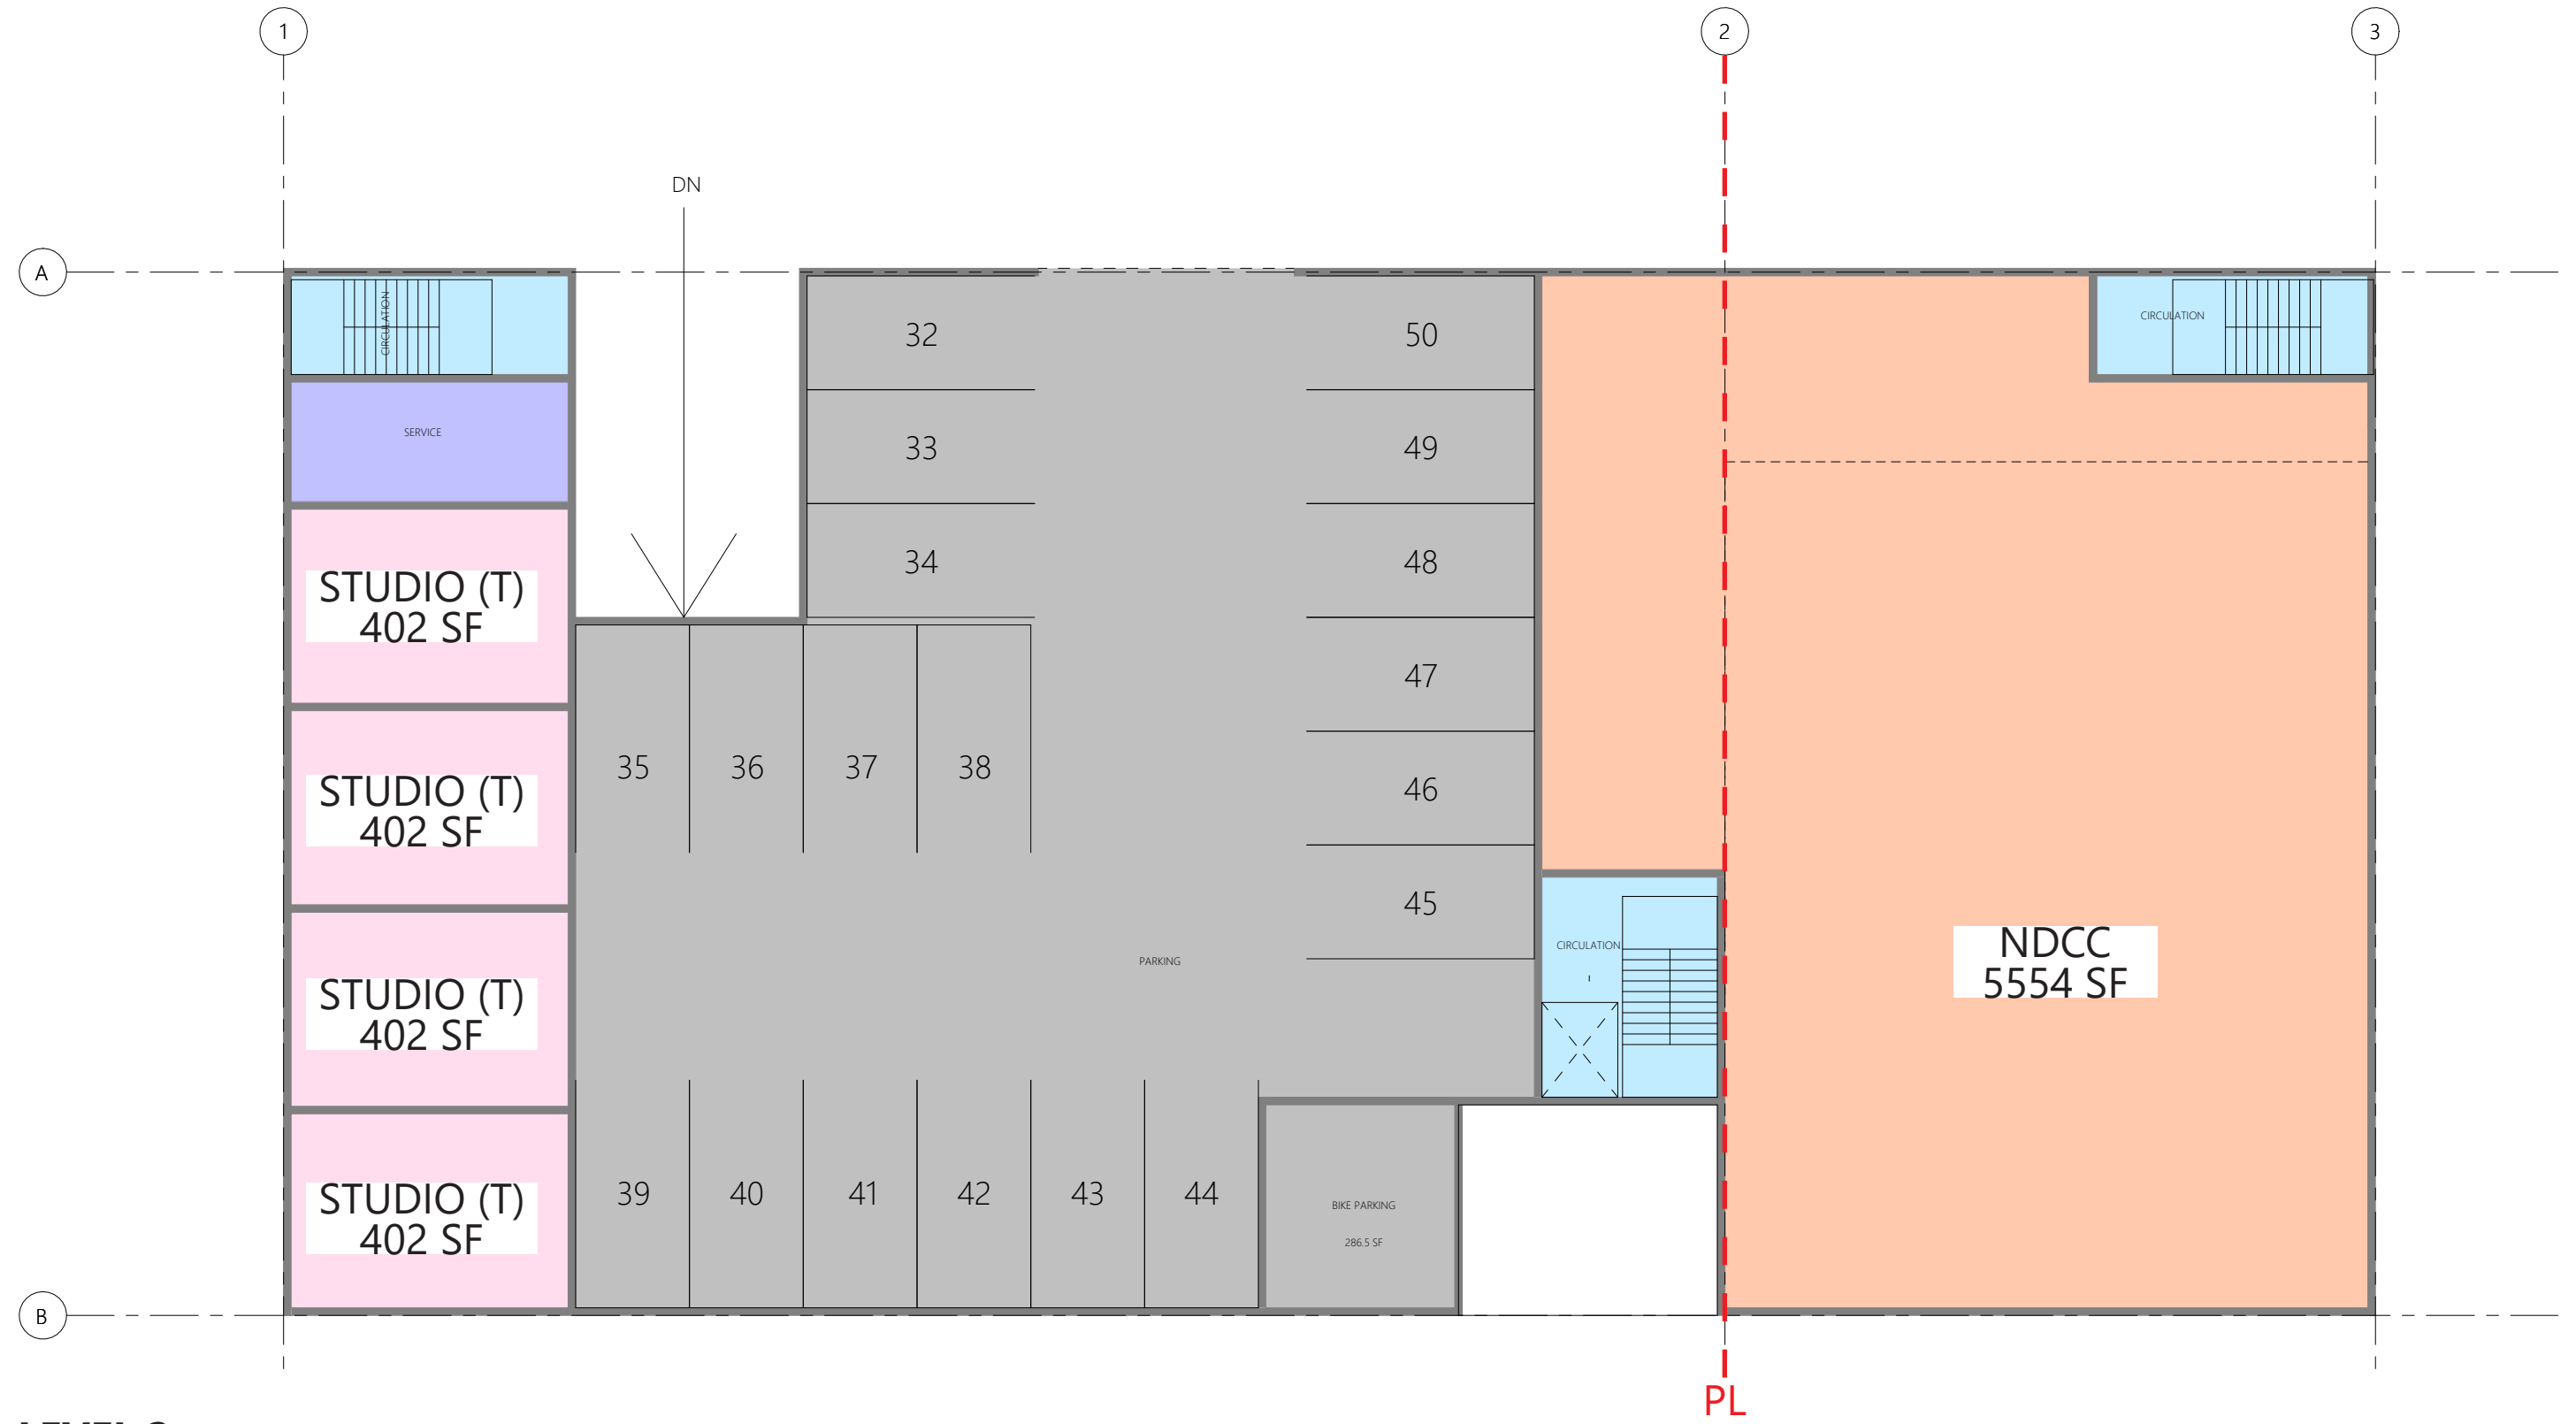 1
2
3
DN
A
CIRCULATION
CIRCULATION
32
50
SERVICE
33
49
34
48
STUDIO (T)
402 SF
47
35
36
37
38
46
STUDIO (T)
402 SF
45
CIRCULATION
PARKING
NDCC
5554 SF
STUDIO (T)
402 SF
39
40
41
42
43
44
BIKE PARKING
286.5 SF
STUDIO (T)
402 SF
B
PL